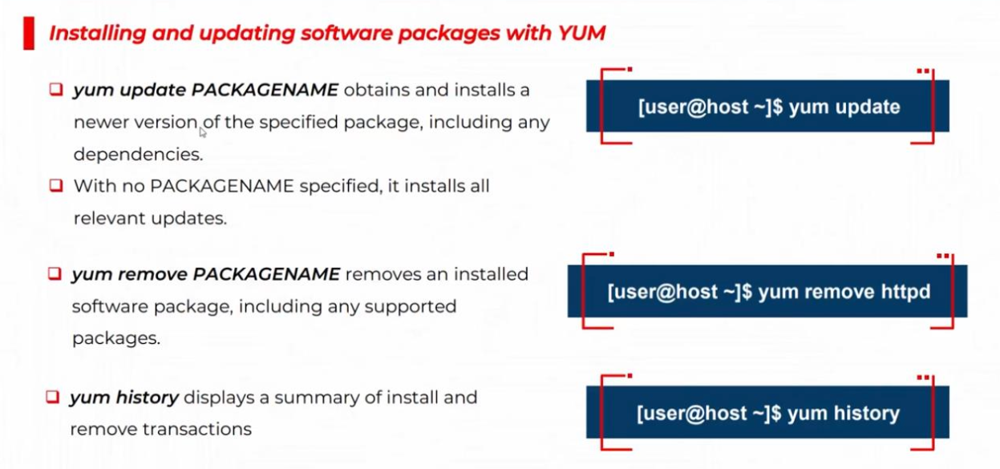 Installing and updating software packages with YUM
yum update PACKAGENAME obtains and installs a
newer version of the specified package, including any
dependencies.
With no PACKAGENAME specified, it installs all
relevant updates.
[user@host ~]$ yum update
yum remove PACKAGENAME removes an installed
software package, including any supported
packages.
[user@host ~]$ yum remove httpd
yum history displays a summary of install and
remove transactions
[user@host ~]$ yum history